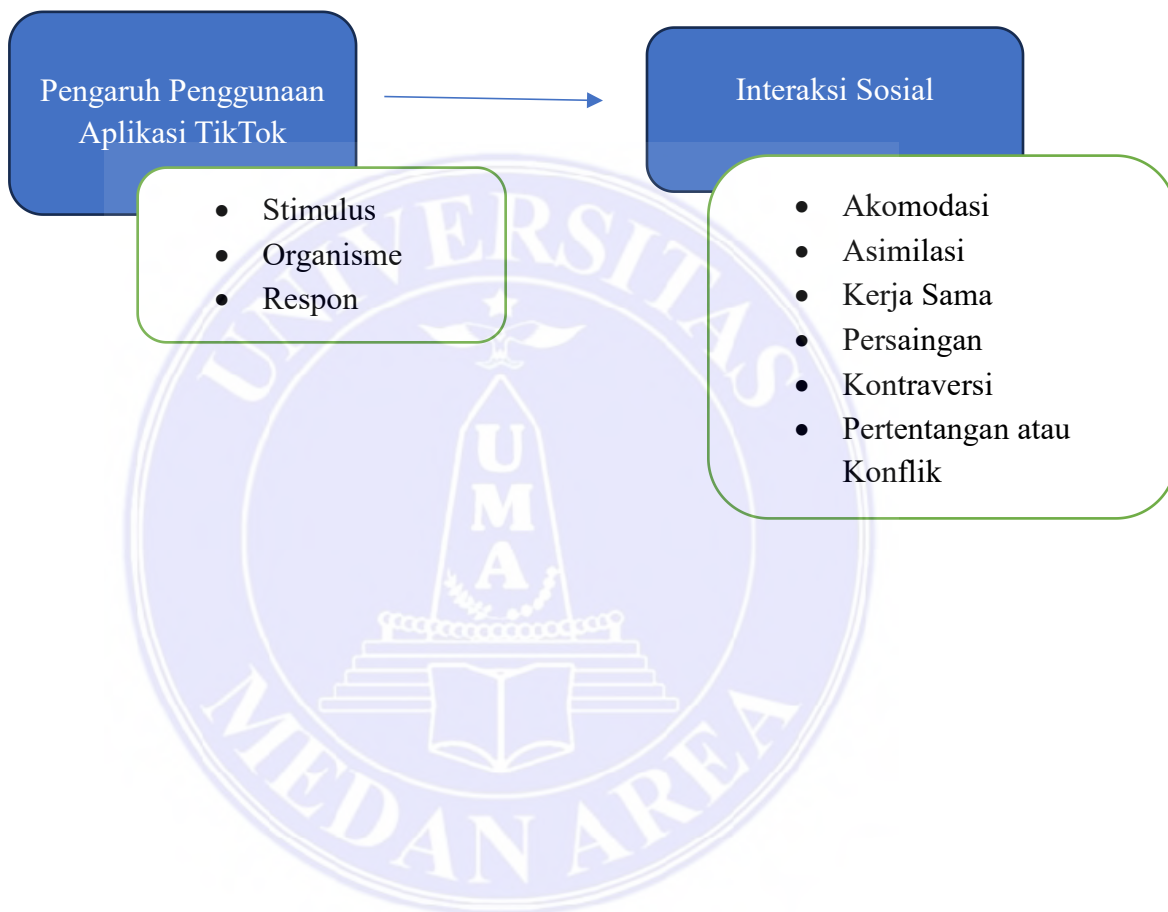 Pengaruh Penggunaan
Aplikasi TikTok
Interaksi Sosial
• Stimulus
• Organisme
• Respon
• Akomodasi
• Asimilasi
• Kerja Sama
• Persaingan
• Kontraversi
• Pertentangan atau
Konflik
UNIVERSITAS
UMA
MEDAN AREA